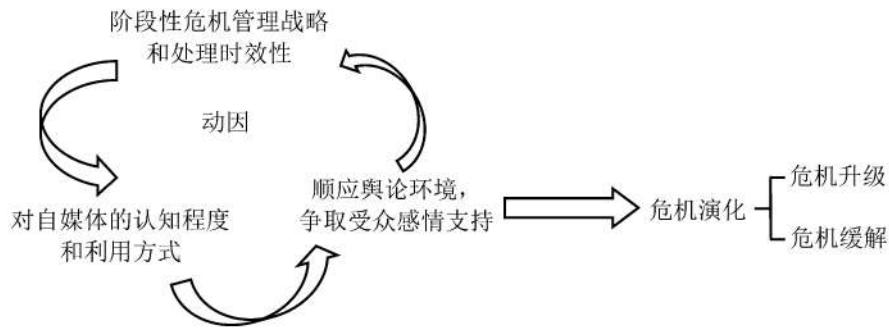 阶段性危机管理战略
和处理时效性
动因
对自媒体的认知程度
和利用方式
顺应舆论环境，
争取受众感情支持
危机演化
危机升级
危机缓解